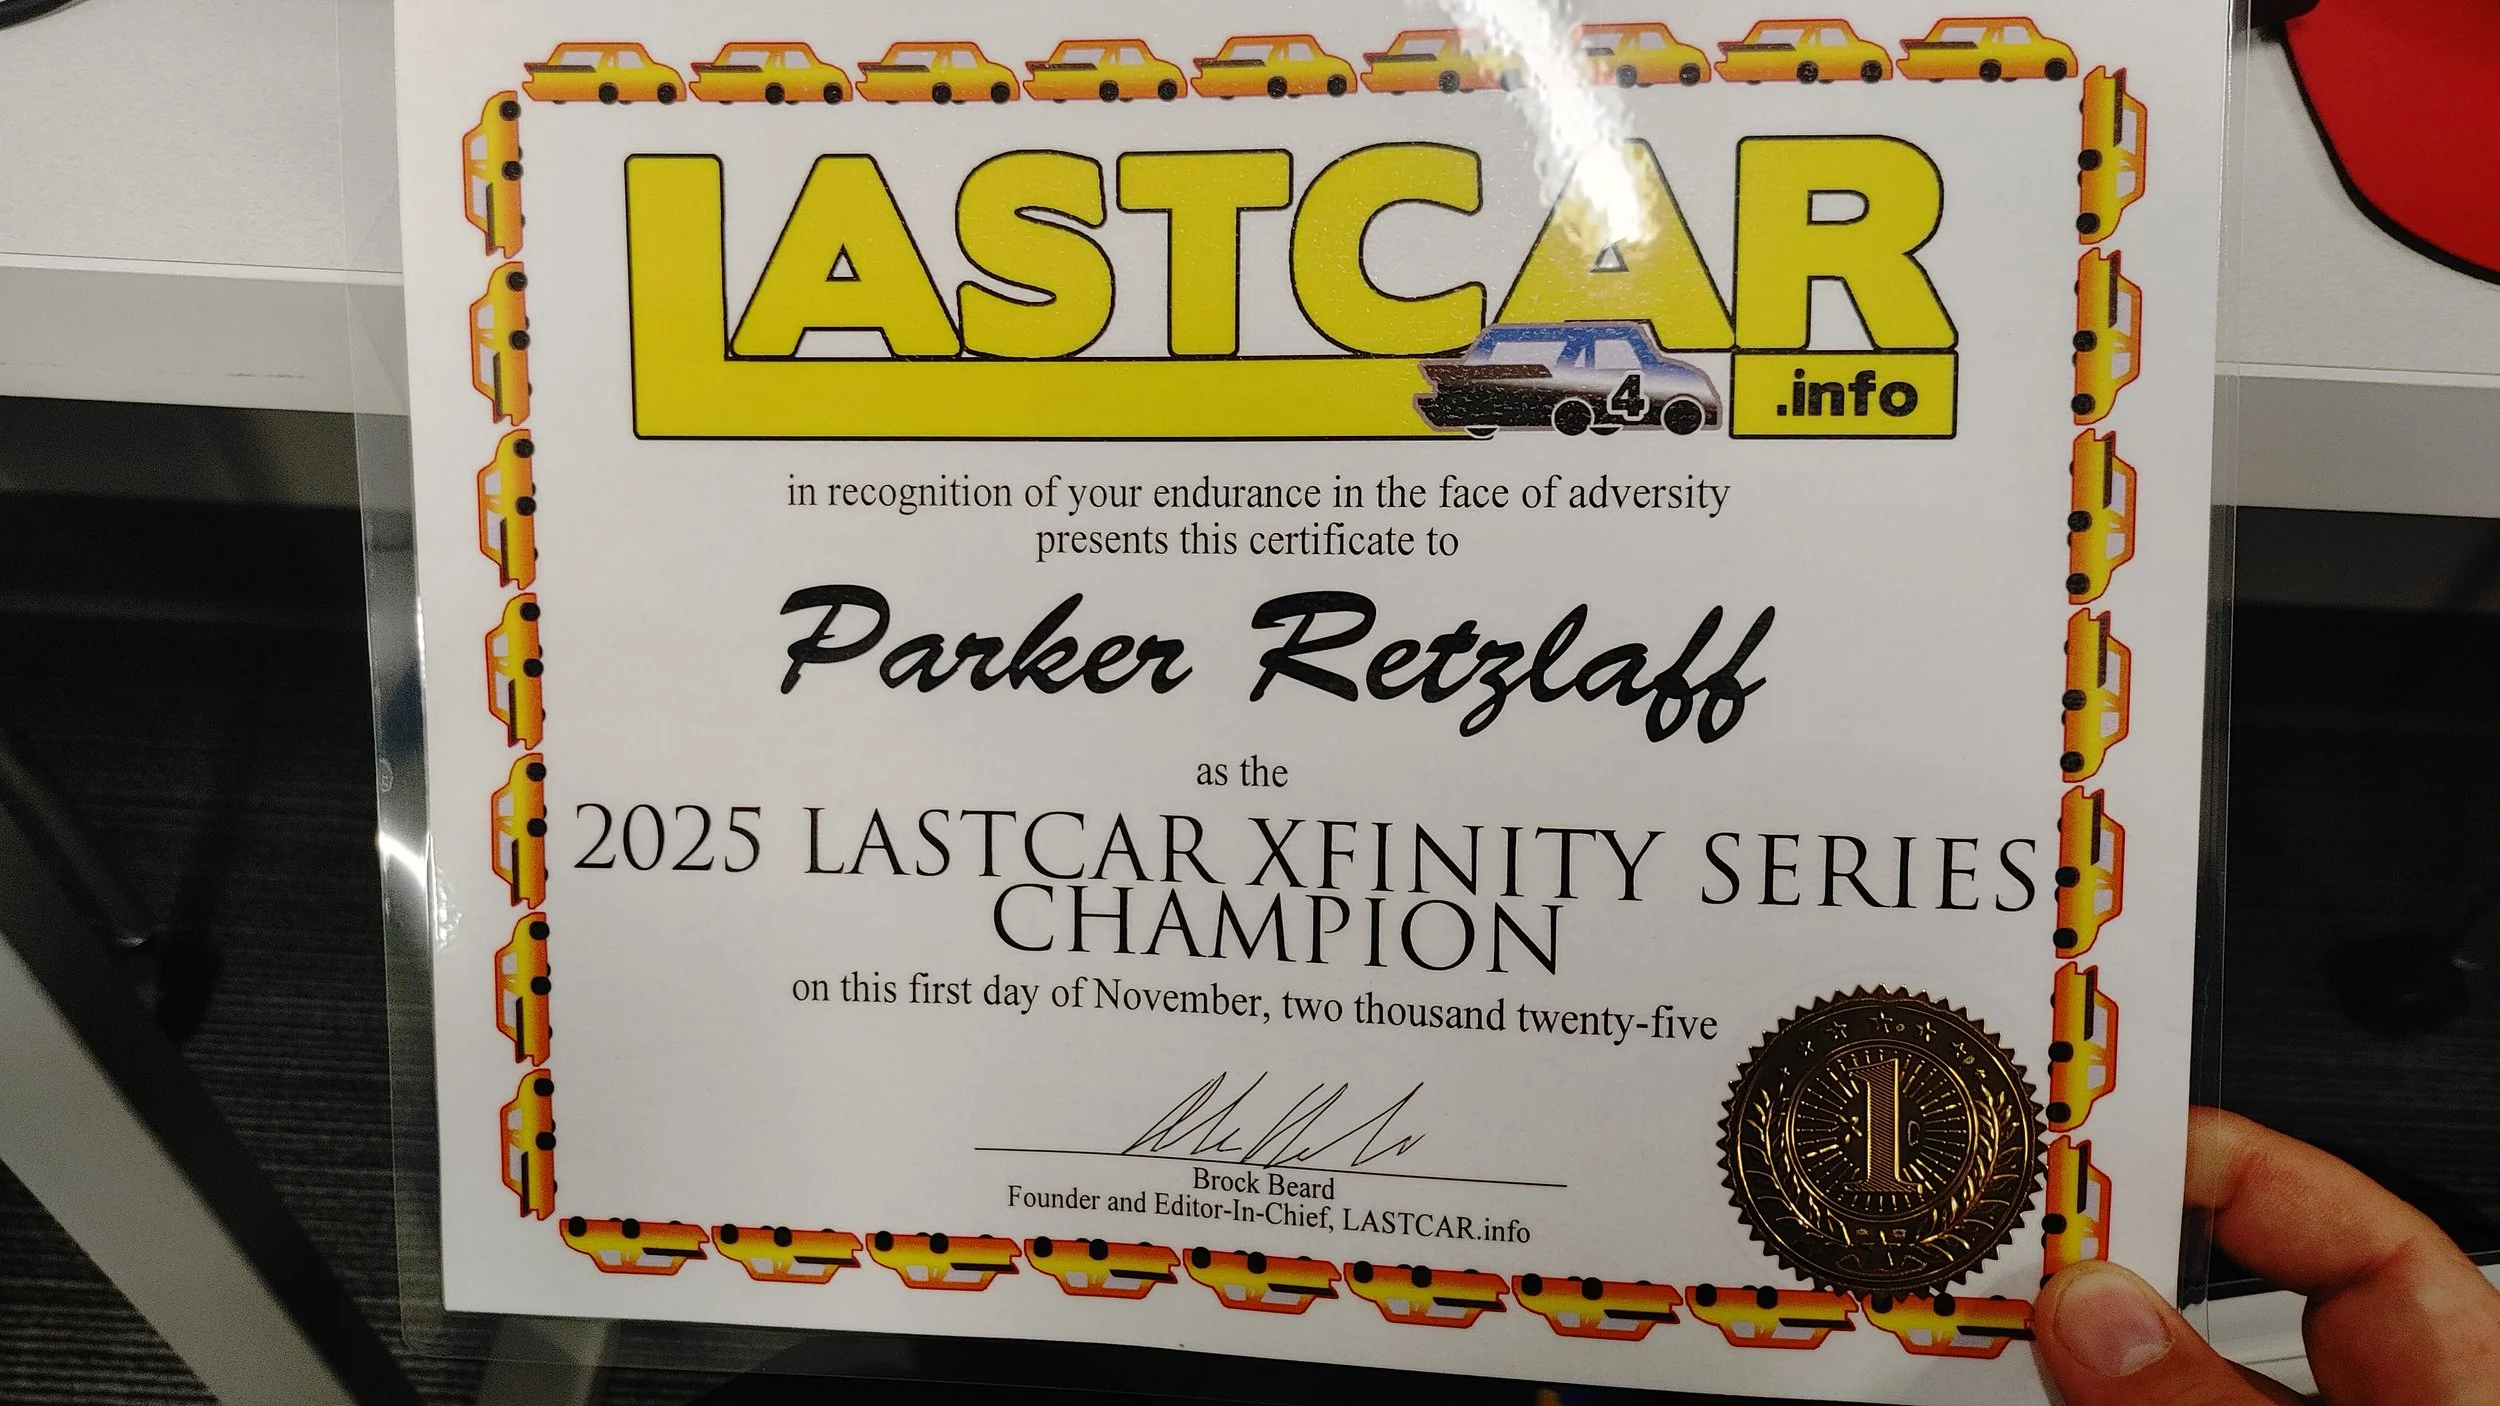 LASTCAR
4
.info
in recognition of your endurance in the face of adversity
presents this certificate to
Parker Retzlaff
as the
2025 LASTCAR XFINITY SERIES
CHAMPION
on this first day of November, two thousand twenty-five
1
Brock Beard
Founder and Editor-In-Chief, LASTCAR.info